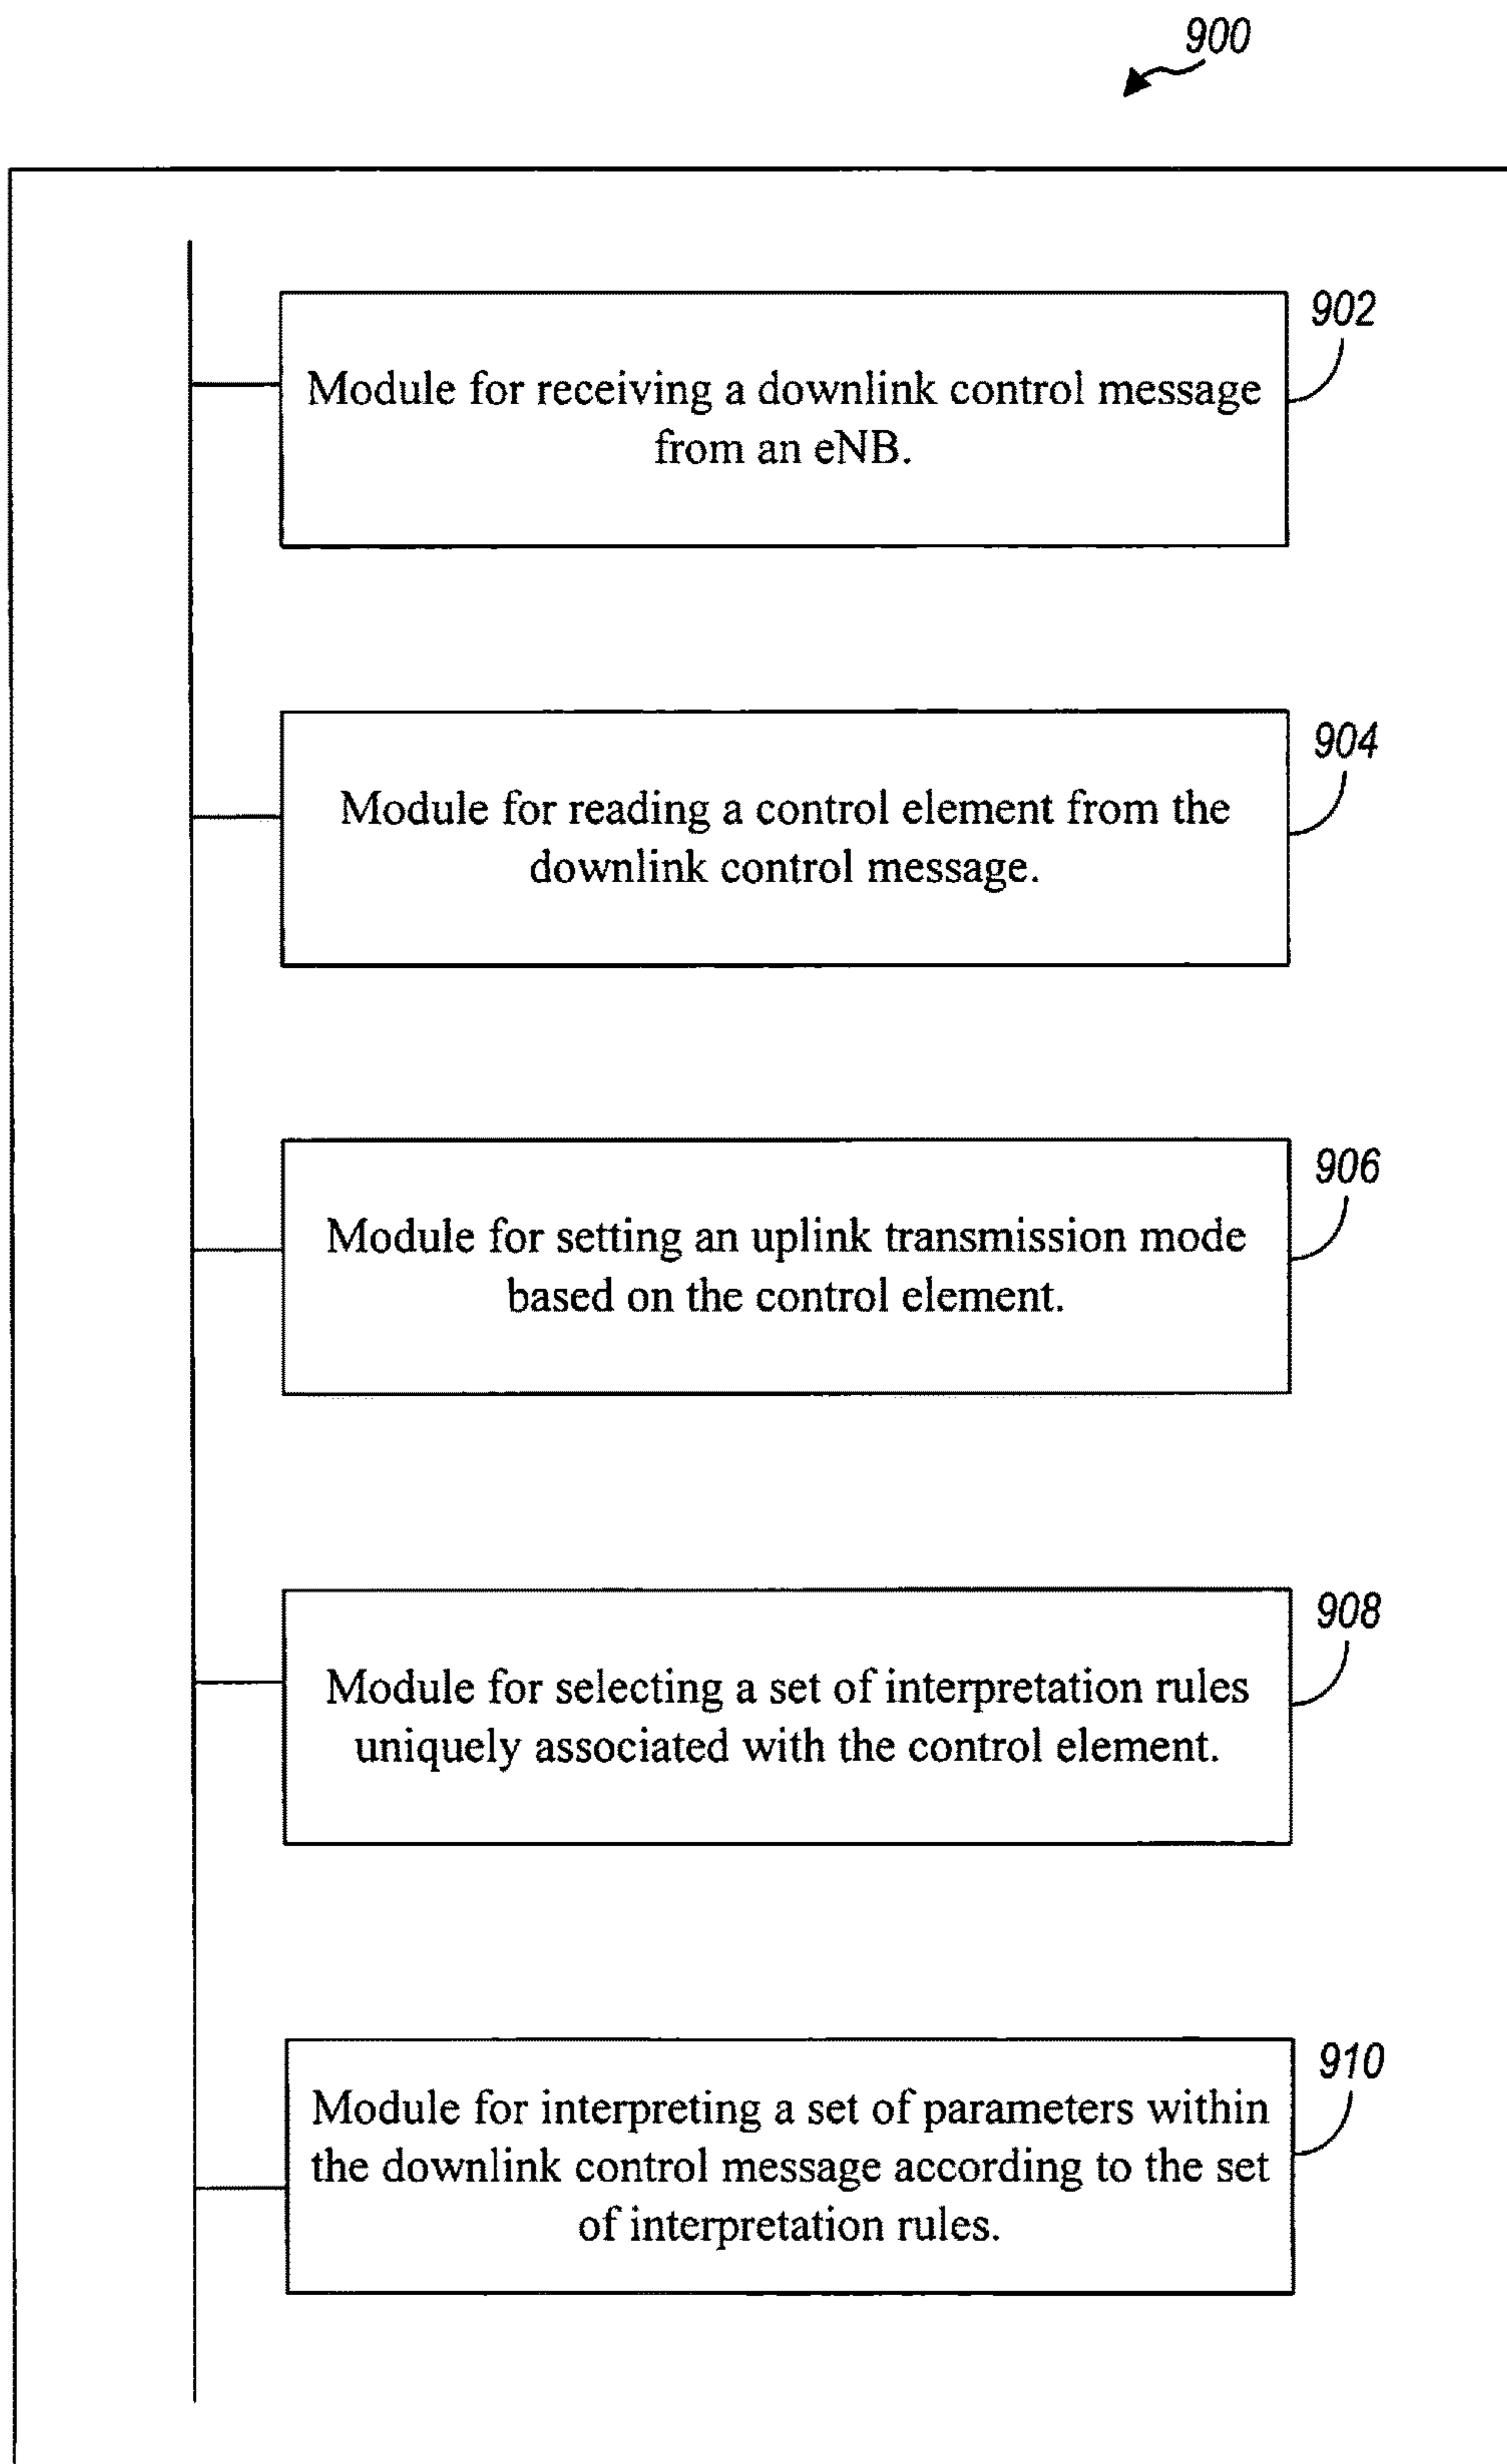 900
902
Module for receiving a downlink control message
from an eNB.
904
Module for reading a control element from the
downlink control message.
906
Module for setting an uplink transmission mode
based on the control element.
908
Module for selecting a set of interpretation rules
uniquely associated with the control element.
910
Module for interpreting a set of parameters within
the downlink control message according to the set
of interpretation rules.